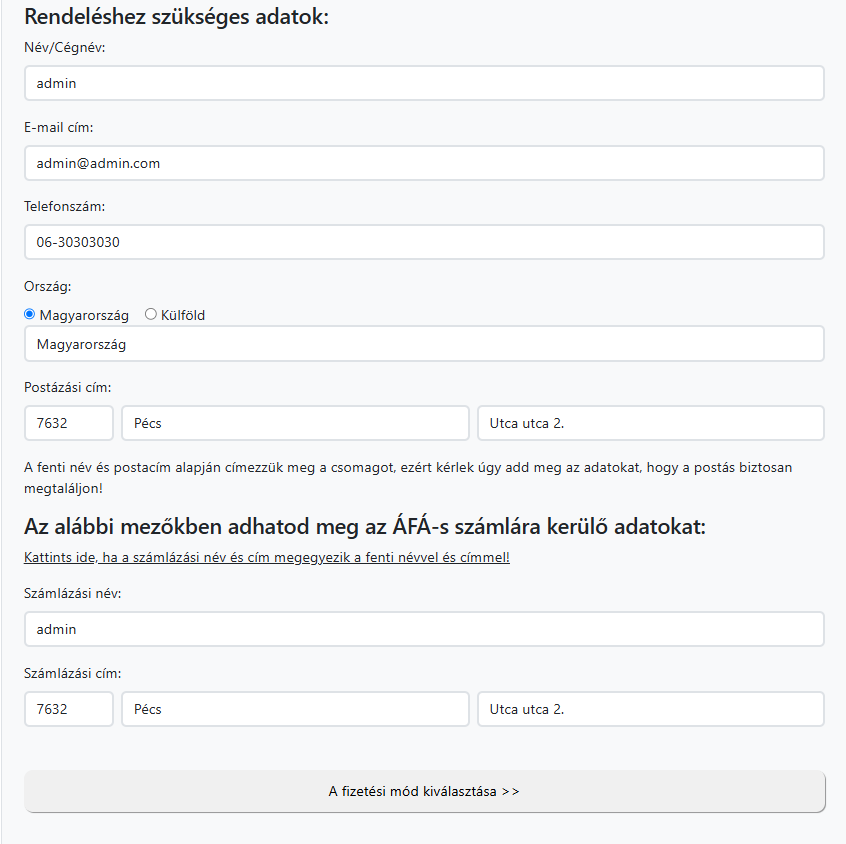 Rendeléshez szükséges adatok:
Név/Cégnév:
admin
E-mail cím:
admin@admin.com
Telefonszám:
06-30303030
Ország:
Magyarország Külföld
Magyarország
Postázási cím:
7632 Pécs Utca utca 2.
A fenti név és postacím alapján címezzük meg a csomagot, ezért kérlek úgy add meg az adatokat, hogy a postás biztosan
megtaláljon!
Az alábbi mezőkben adhatod meg az ÁFÁ-s számlára kerülő adatokat:
Kattints ide, ha a számlázási név és cím megegyezik a fenti névvel és címmel!
Számlázási név:
admin
Számlázási cím:
7632 Pécs Utca utca 2.
A fizetési mód kiválasztása >>